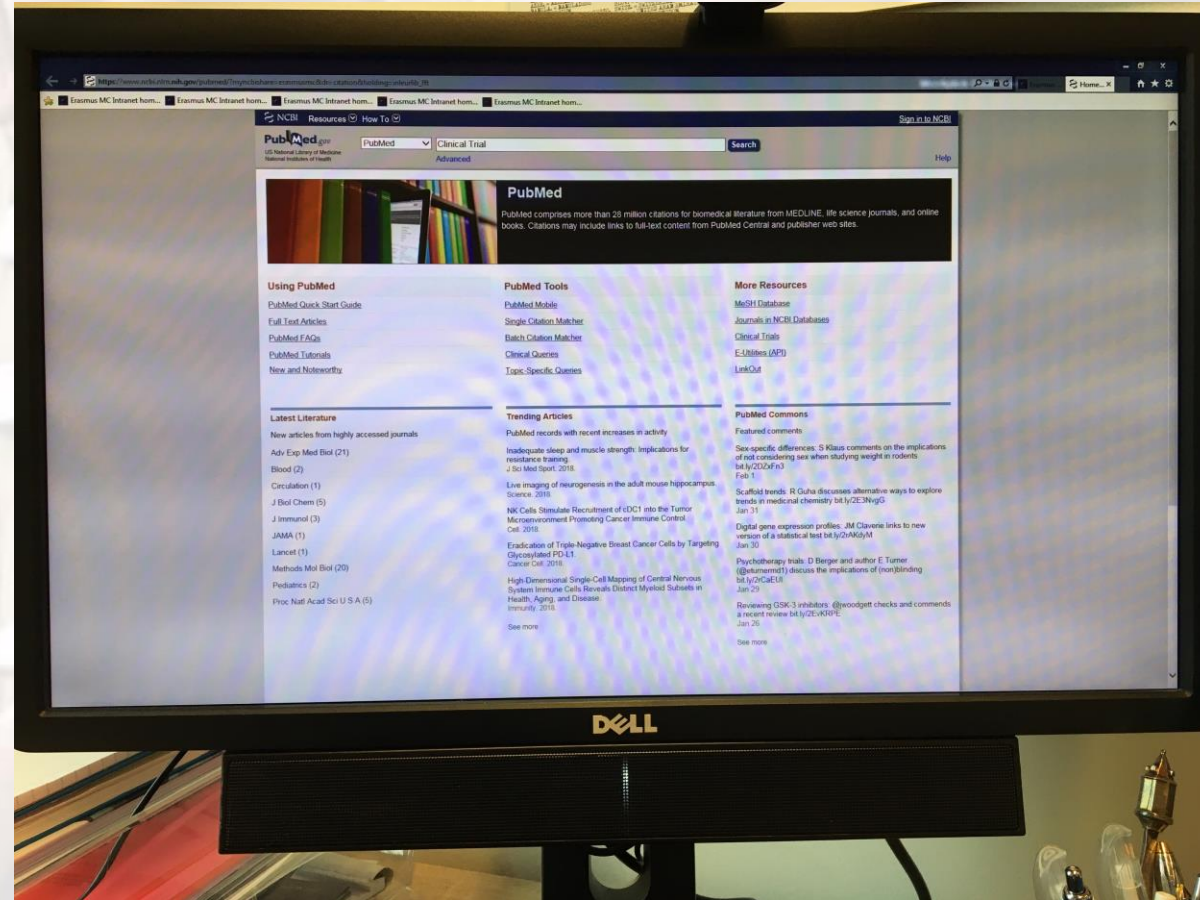 Erasmus MC Intranet hom... Erasmus MC Intranet hom... Erasmus MC Intranet hom... Erasmus MC Intranet hom... Erasmus MC Intranet hom...
Home...
NCBI Resources How To Sign in to NCBI
PubMed.gov
US National Library of Medicine
National Institutes of Health
PubMed Clinical Trial Search
Advanced Help
PubMed
PubMed comprises more than 28 million citations for biomedical literature from MEDLINE, life science journals, and online
books. Citations may include links to full-text content from PubMed Central and publisher web sites.
Using PubMed
PubMed Quick Start Guide
Full Text Articles
PubMed FAQs
PubMed Tutorials
New and Noteworthy
PubMed Tools
PubMed Mobile
Single Citation Matcher
Batch Citation Matcher
Clinical Queries
Topic-Specific Queries
More Resources
MeSH Database
Journals in NCBI Databases
Clinical Trials
E-Utilities (API)
LinkOut
Latest Literature
New articles from highly accessed journals
Adv Exp Med Biol (21)
Blood (2)
Circulation (1)
J Biol Chem (5)
J Immunol (3)
JAMA (1)
Lancet (1)
Methods Mol Biol (20)
Pediatrics (2)
Proc Natl Acad Sci U S A (5)
Trending Articles
PubMed records with recent increases in activity
Inadequate sleep and muscle strength: Implications for
resistance training.
J Sci Med Sport. 2018.
Live imaging of neurogenesis in the adult mouse hippocampus.
Science. 2018.
NK Cells Stimulate Recruitment of cDC1 into the Tumor
Microenvironment Promoting Cancer Immune Control.
Cell. 2018.
Eradication of Triple-Negative Breast Cancer Cells by Targeting
Glycosylated PD-L1.
Cancer Cell. 2018.
High-Dimensional Single-Cell Mapping of Central Nervous
System Immune Cells Reveals Distinct Myeloid Subsets in
Health, Aging, and Disease.
Immunity. 2018.
See more
PubMed Commons
Featured comments
Sex-specific differences: S Klaus comments on the implications
of not considering sex when studying weight in rodents
bit.ly/2DZxFn3
Feb 1
Scaffold trends: R Guha discusses alternative ways to explore
trends in medicinal chemistry bit.ly/2E3NvgG
Jan 31
Digital gene expression profiles: JM Claverie links to new
version of a statistical test bit.ly/2rAKdyM
Jan 30
Psychotherapy trials: D Berger and author E Turner
(@eturnermd1) discuss the implications of (non)blinding
bit.ly/2rCaEUI
Jan 29
Reviewing GSK-3 inhibitors: @jwoodgett checks and commends
a recent review bit.ly/2EvKRPE
Jan 26
See more
DELL